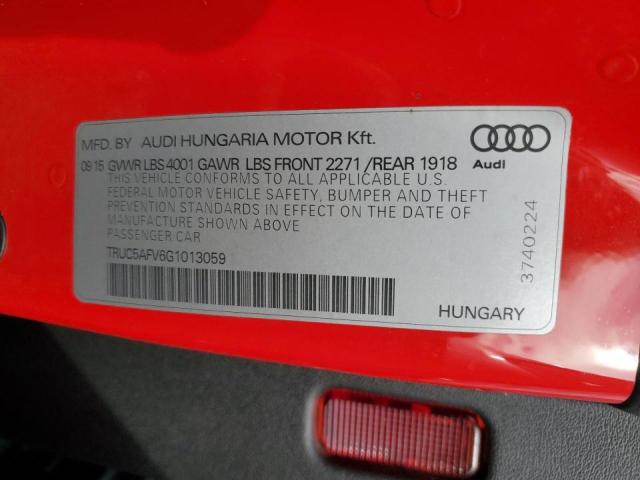 MFD. BY AUDI HUNGARIA MOTOR Kft.
09 15 GVWR LBS 4001 GAWR LBS FRONT 2271 /REAR 1918
THIS VEHICLE CONFORMS TO ALL APPLICABLE U.S.
FEDERAL MOTOR VEHICLE SAFETY, BUMPER AND THEFT
PREVENTION STANDARDS IN EFFECT ON THE DATE OF
MANUFACTURE SHOWN ABOVE
PASSENGER CAR
TRUC5AFV6G1013059
Audi
3740224
HUNGARY